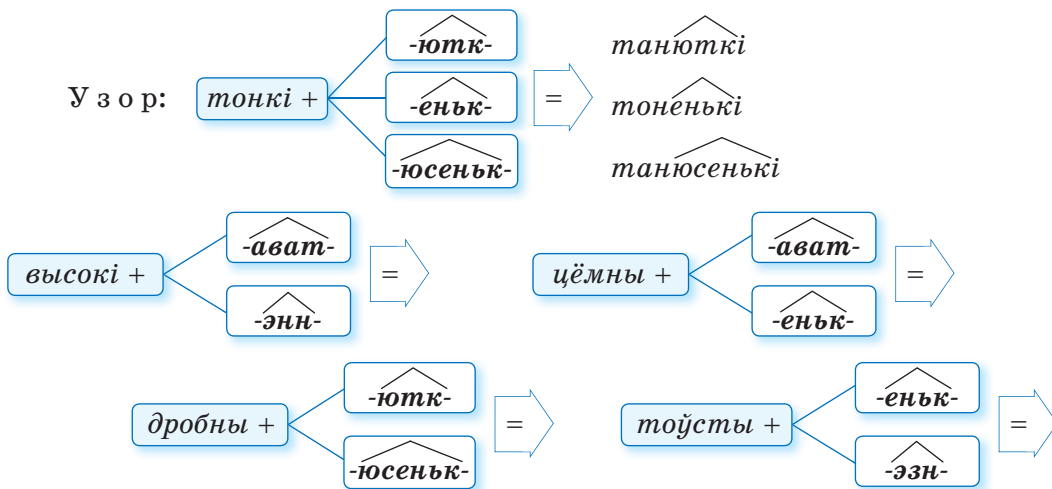 -ютк-
танюткі
Узор: тонкі + -еньк- = тоненькі
-юсеньк-
танюсенькі
-ават-
-ават-
высокі + =
цёмны + =
-энн-
-еньк-
-ютк-
-еньк-
дробны + =
тоўсты + =
-юсеньк-
-эзн-